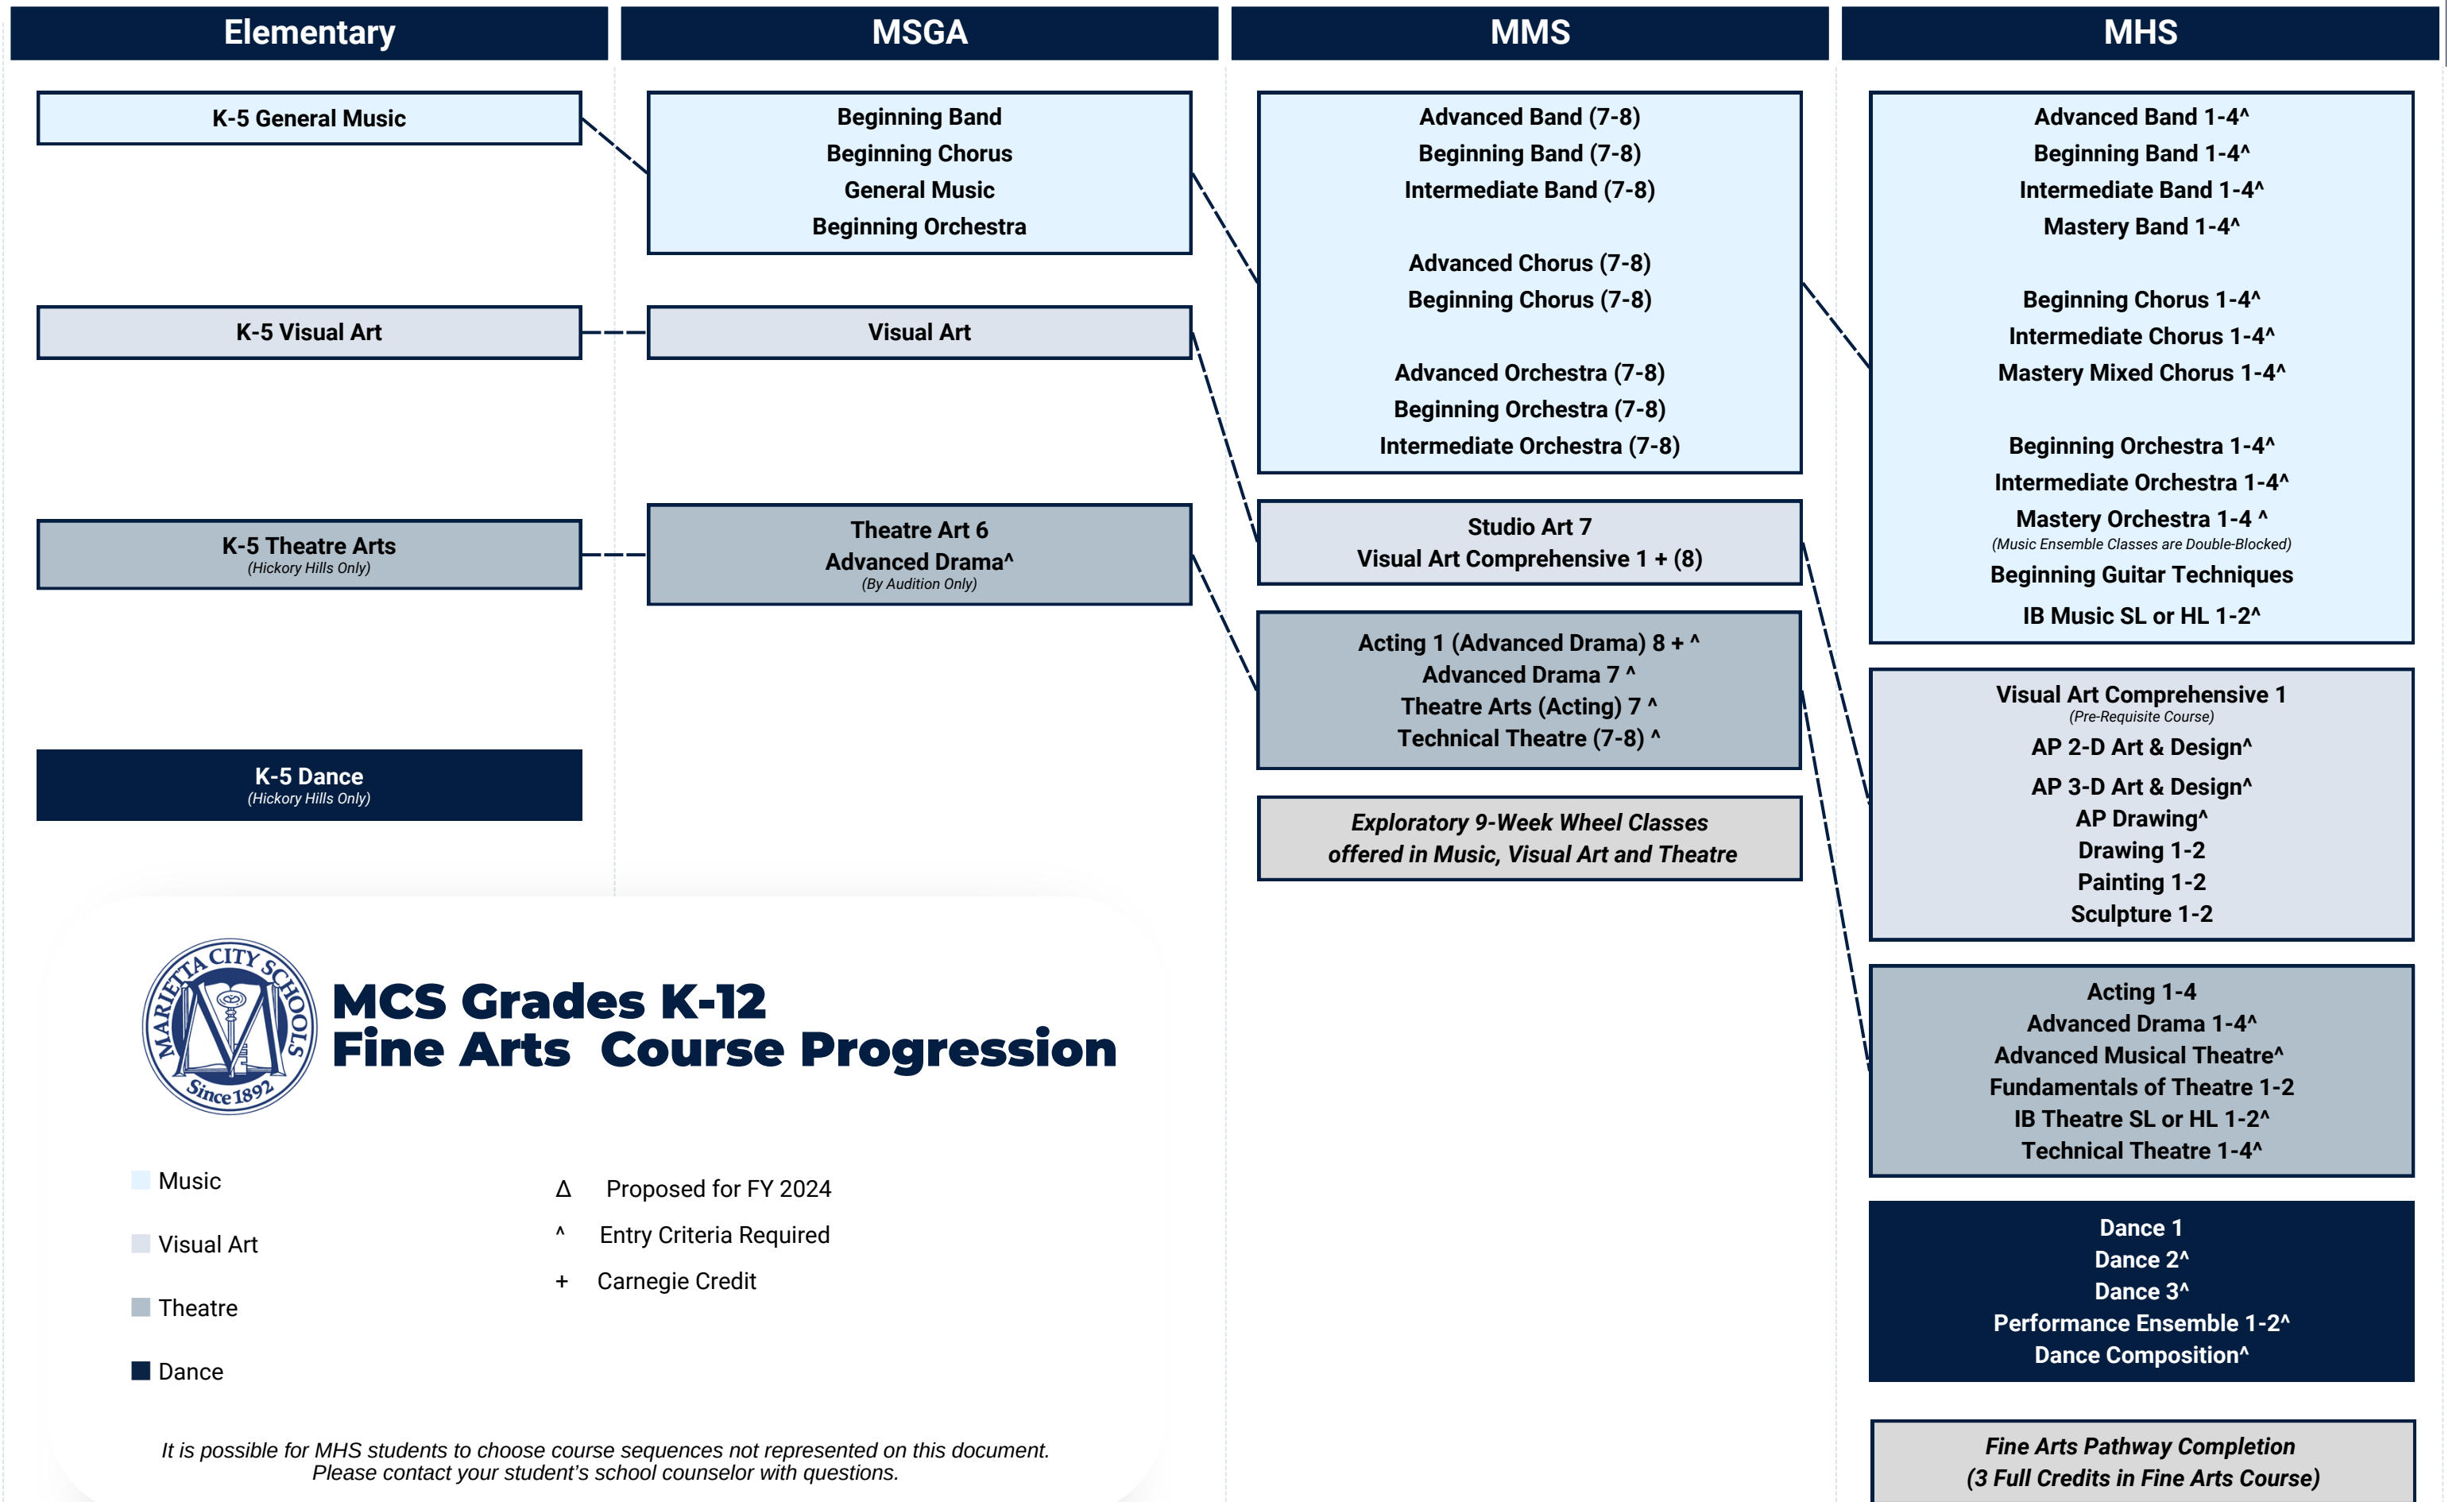 Elementary
MSGA
MMS
MHS
K-5 General Music
K-5 Visual Art
K-5 Theatre Arts
(Hickory Hills Only)
K-5 Dance
(Hickory Hills Only)
Beginning Band
Beginning Chorus
General Music
Beginning Orchestra
Visual Art
Theatre Art 6
Advanced Drama^
(By Audition Only)
Advanced Band (7-8)
Beginning Band (7-8)
Intermediate Band (7-8)
Advanced Chorus (7-8)
Beginning Chorus (7-8)
Advanced Orchestra (7-8)
Beginning Orchestra (7-8)
Intermediate Orchestra (7-8)
Studio Art 7
Visual Art Comprehensive 1 + (8)
Acting 1 (Advanced Drama) 8 + ^
Advanced Drama 7 ^
Theatre Arts (Acting) 7 ^
Technical Theatre (7-8) ^
Exploratory 9-Week Wheel Classes
offered in Music, Visual Art and Theatre
Advanced Band 1-4^
Beginning Band 1-4^
Intermediate Band 1-4^
Mastery Band 1-4^
Beginning Chorus 1-4^
Intermediate Chorus 1-4^
Mastery Mixed Chorus 1-4^
Beginning Orchestra 1-4^
Intermediate Orchestra 1-4^
Mastery Orchestra 1-4 ^
(Music Ensemble Classes are Double-Blocked)
Beginning Guitar Techniques
IB Music SL or HL 1-2^
Visual Art Comprehensive 1
(Pre-Requisite Course)
AP 2-D Art & Design^
AP 3-D Art & Design^
AP Drawing^
Drawing 1-2
Painting 1-2
Sculpture 1-2
Acting 1-4
Advanced Drama 1-4^
Advanced Musical Theatre^
Fundamentals of Theatre 1-2
IB Theatre SL or HL 1-2^
Technical Theatre 1-4^
Dance 1
Dance 2^
Dance 3^
Performance Ensemble 1-2^
Dance Composition^
Fine Arts Pathway Completion
(3 Full Credits in Fine Arts Course)
MARIETTA CITY SCHOOLS
Since 1892
MCS Grades K-12
Fine Arts Course Progression
Music
Visual Art
Theatre
Dance
Δ Proposed for FY 2024
^ Entry Criteria Required
+ Carnegie Credit
It is possible for MHS students to choose course sequences not represented on this document.
Please contact your student's school counselor with questions.